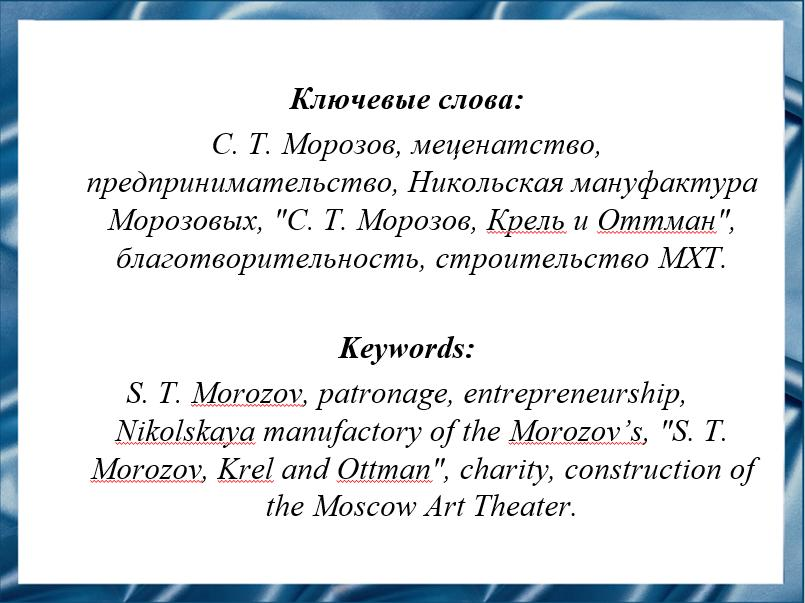 Ключевые слова:
С. Т. Морозов, меценатство,
предпринимательство, Никольская мануфактура
Морозовых, "С. Т. Морозов, Крель и Оттман",
благотворительность, строительство МХТ.
Keywords:
S. T. Morozov, patronage, entrepreneurship,
Nikolskaya manufactory of the Morozov’s, "S. T.
Morozov, Krel and Ottman", charity, construction of
the Moscow Art Theater.